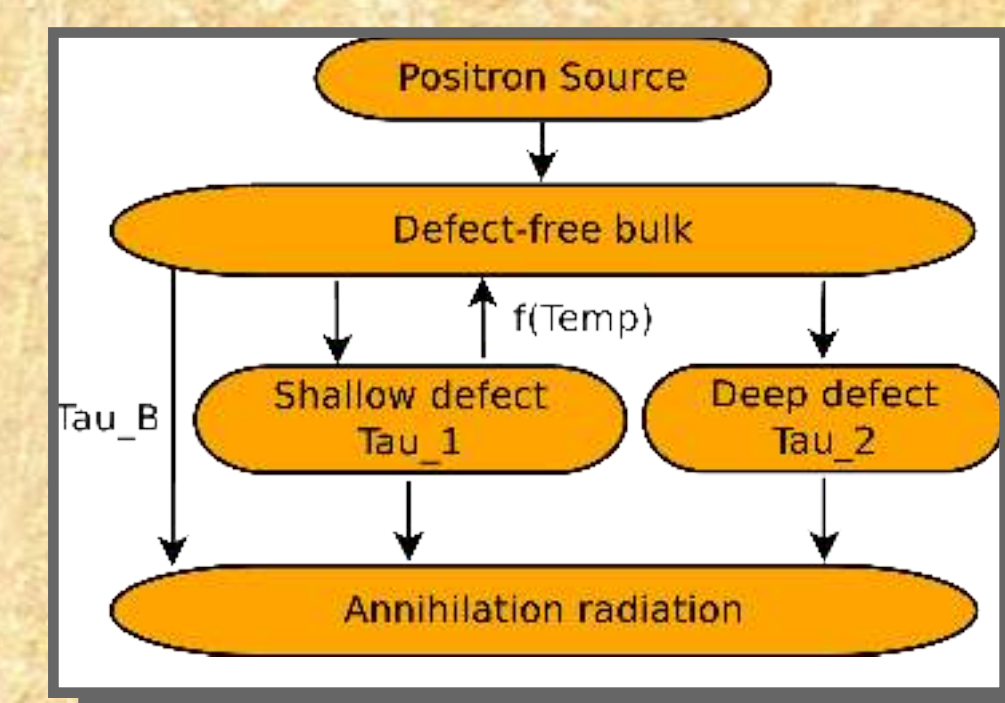 Positron Source
Defect-free bulk
f(Temp)
Shallow defect
Tau_1
Deep defect
Tau_2
Tau_B
Annihilation radiation